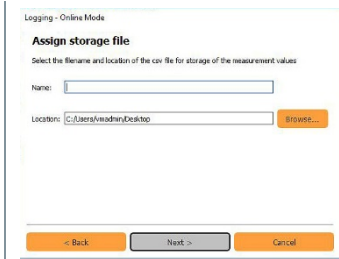 Logging - Online Mode
Assign storage file
Select the filename and location of the csv file for storage of the measurement values
Name:
Location: C:/Users/vmadmin/Desktop Browse...
< Back Next > Cancel